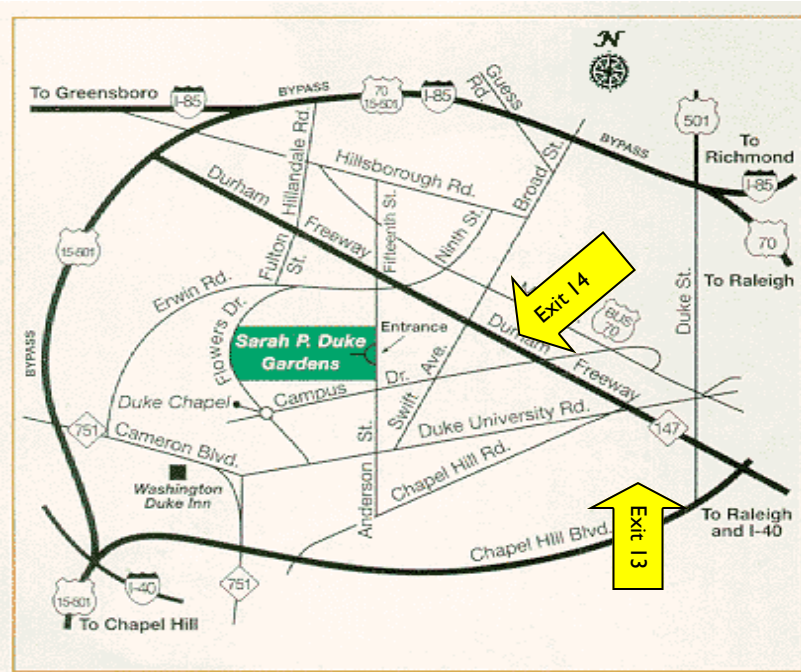 N
To Greensboro
I-85
BYPASS
70
15-501
I-85
Guess
Rd.
BYPASS
501
To
Richmond
I-85
70
To Raleigh
Hillandale Rd.
Hillsborough Rd.
Broad St.
Durham
Freeway
Fifteenth St.
Ninth St.
Fulton
St.
15-501
Erwin Rd.
Exit 14
BUS
70
Duke St.
Flowers Dr.
Sarah P. Duke
Gardens
Entrance
Durham
Freeway
BYPASS
Swift Ave.
Campus Dr.
Duke Chapel
Duke University Rd.
751
Cameron Blvd.
147
Washington
Duke Inn
Anderson St.
Chapel Hill Rd.
Exit 13
To Raleigh
and I-40
Chapel Hill Blvd.
15-501
I-40
751
To Chapel Hill